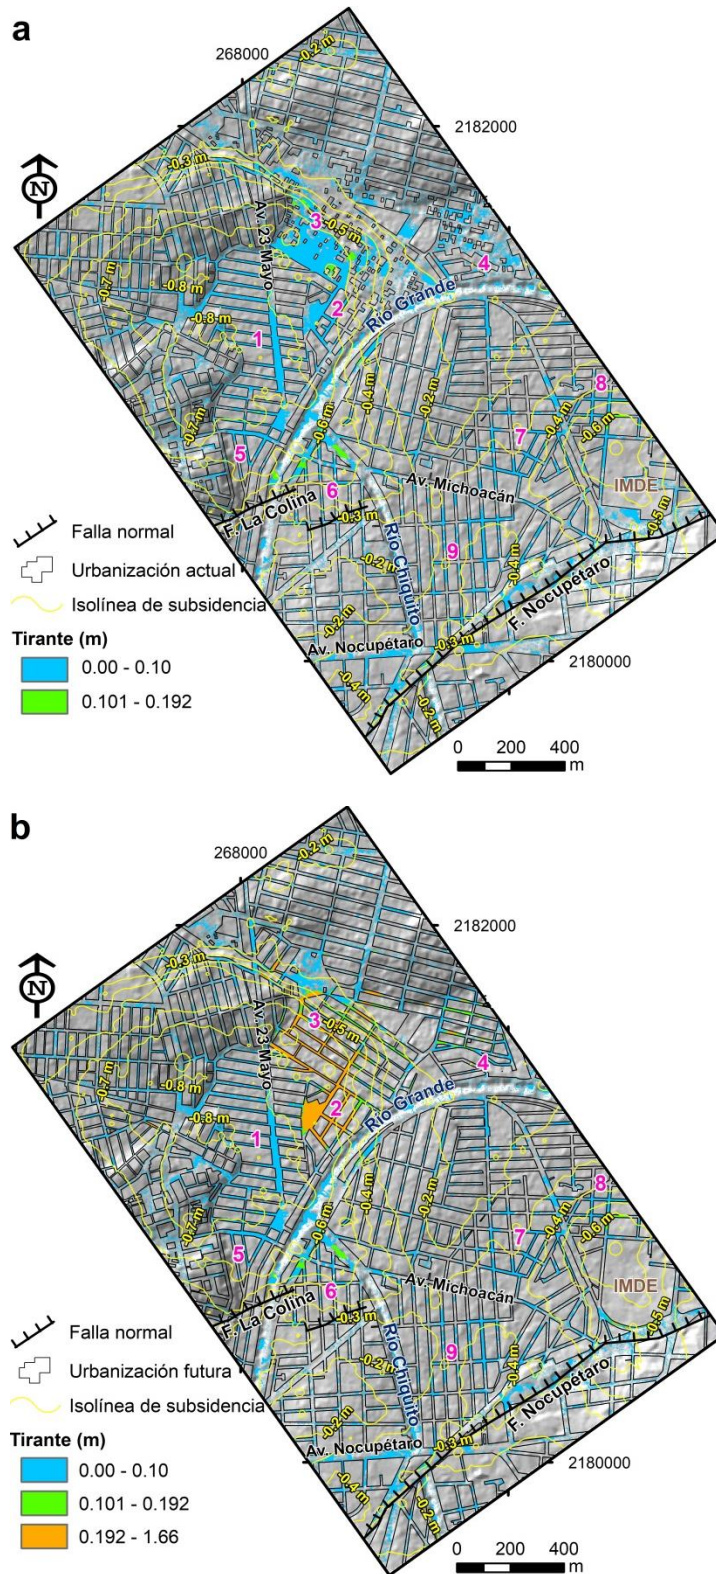 a
268000
-0.2 m
2182000
-0.3 m
N
Av. 23 Mayo
3
-0.5 m
4
-0.7 m
-0.8 m
-0.8 m
2
Río Grande
1
8
-0.4 m
-0.2 m
-0.4 m
-0.6 m
-0.7 m
-0.6 m
7
5
IMDE
6
Av. Michoacán
F. La Colina
-0.3 m
-0.5 m
Falla normal
Urbanización actual
Isolínea de subsidencia
-0.2 m
Río Chiquito
9
-0.4 m
F. Nocupétaro
-0.2 m
Av. Nocupétaro
-0.3 m
2180000
-0.4 m
-0.2 m
Tirante (m)
0.00 - 0.10
0.101 - 0.192
0 200 400
m
b
268000
-0.2 m
2182000
-0.3 m
N
Av. 23 Mayo
3
-0.5 m
4
-0.7 m
-0.8 m
-0.8 m
2
Río Grande
1
8
-0.4 m
-0.2 m
-0.4 m
-0.6 m
-0.7 m
-0.6 m
7
5
IMDE
6
Av. Michoacán
F. La Colina
-0.3 m
-0.5 m
Falla normal
Urbanización futura
Isolínea de subsidencia
-0.2 m
Río Chiquito
9
-0.4 m
F. Nocupétaro
-0.2 m
Av. Nocupétaro
-0.3 m
2180000
-0.4 m
-0.2 m
Tirante (m)
0.00 - 0.10
0.101 - 0.192
0.192 - 1.66
0 200 400
m